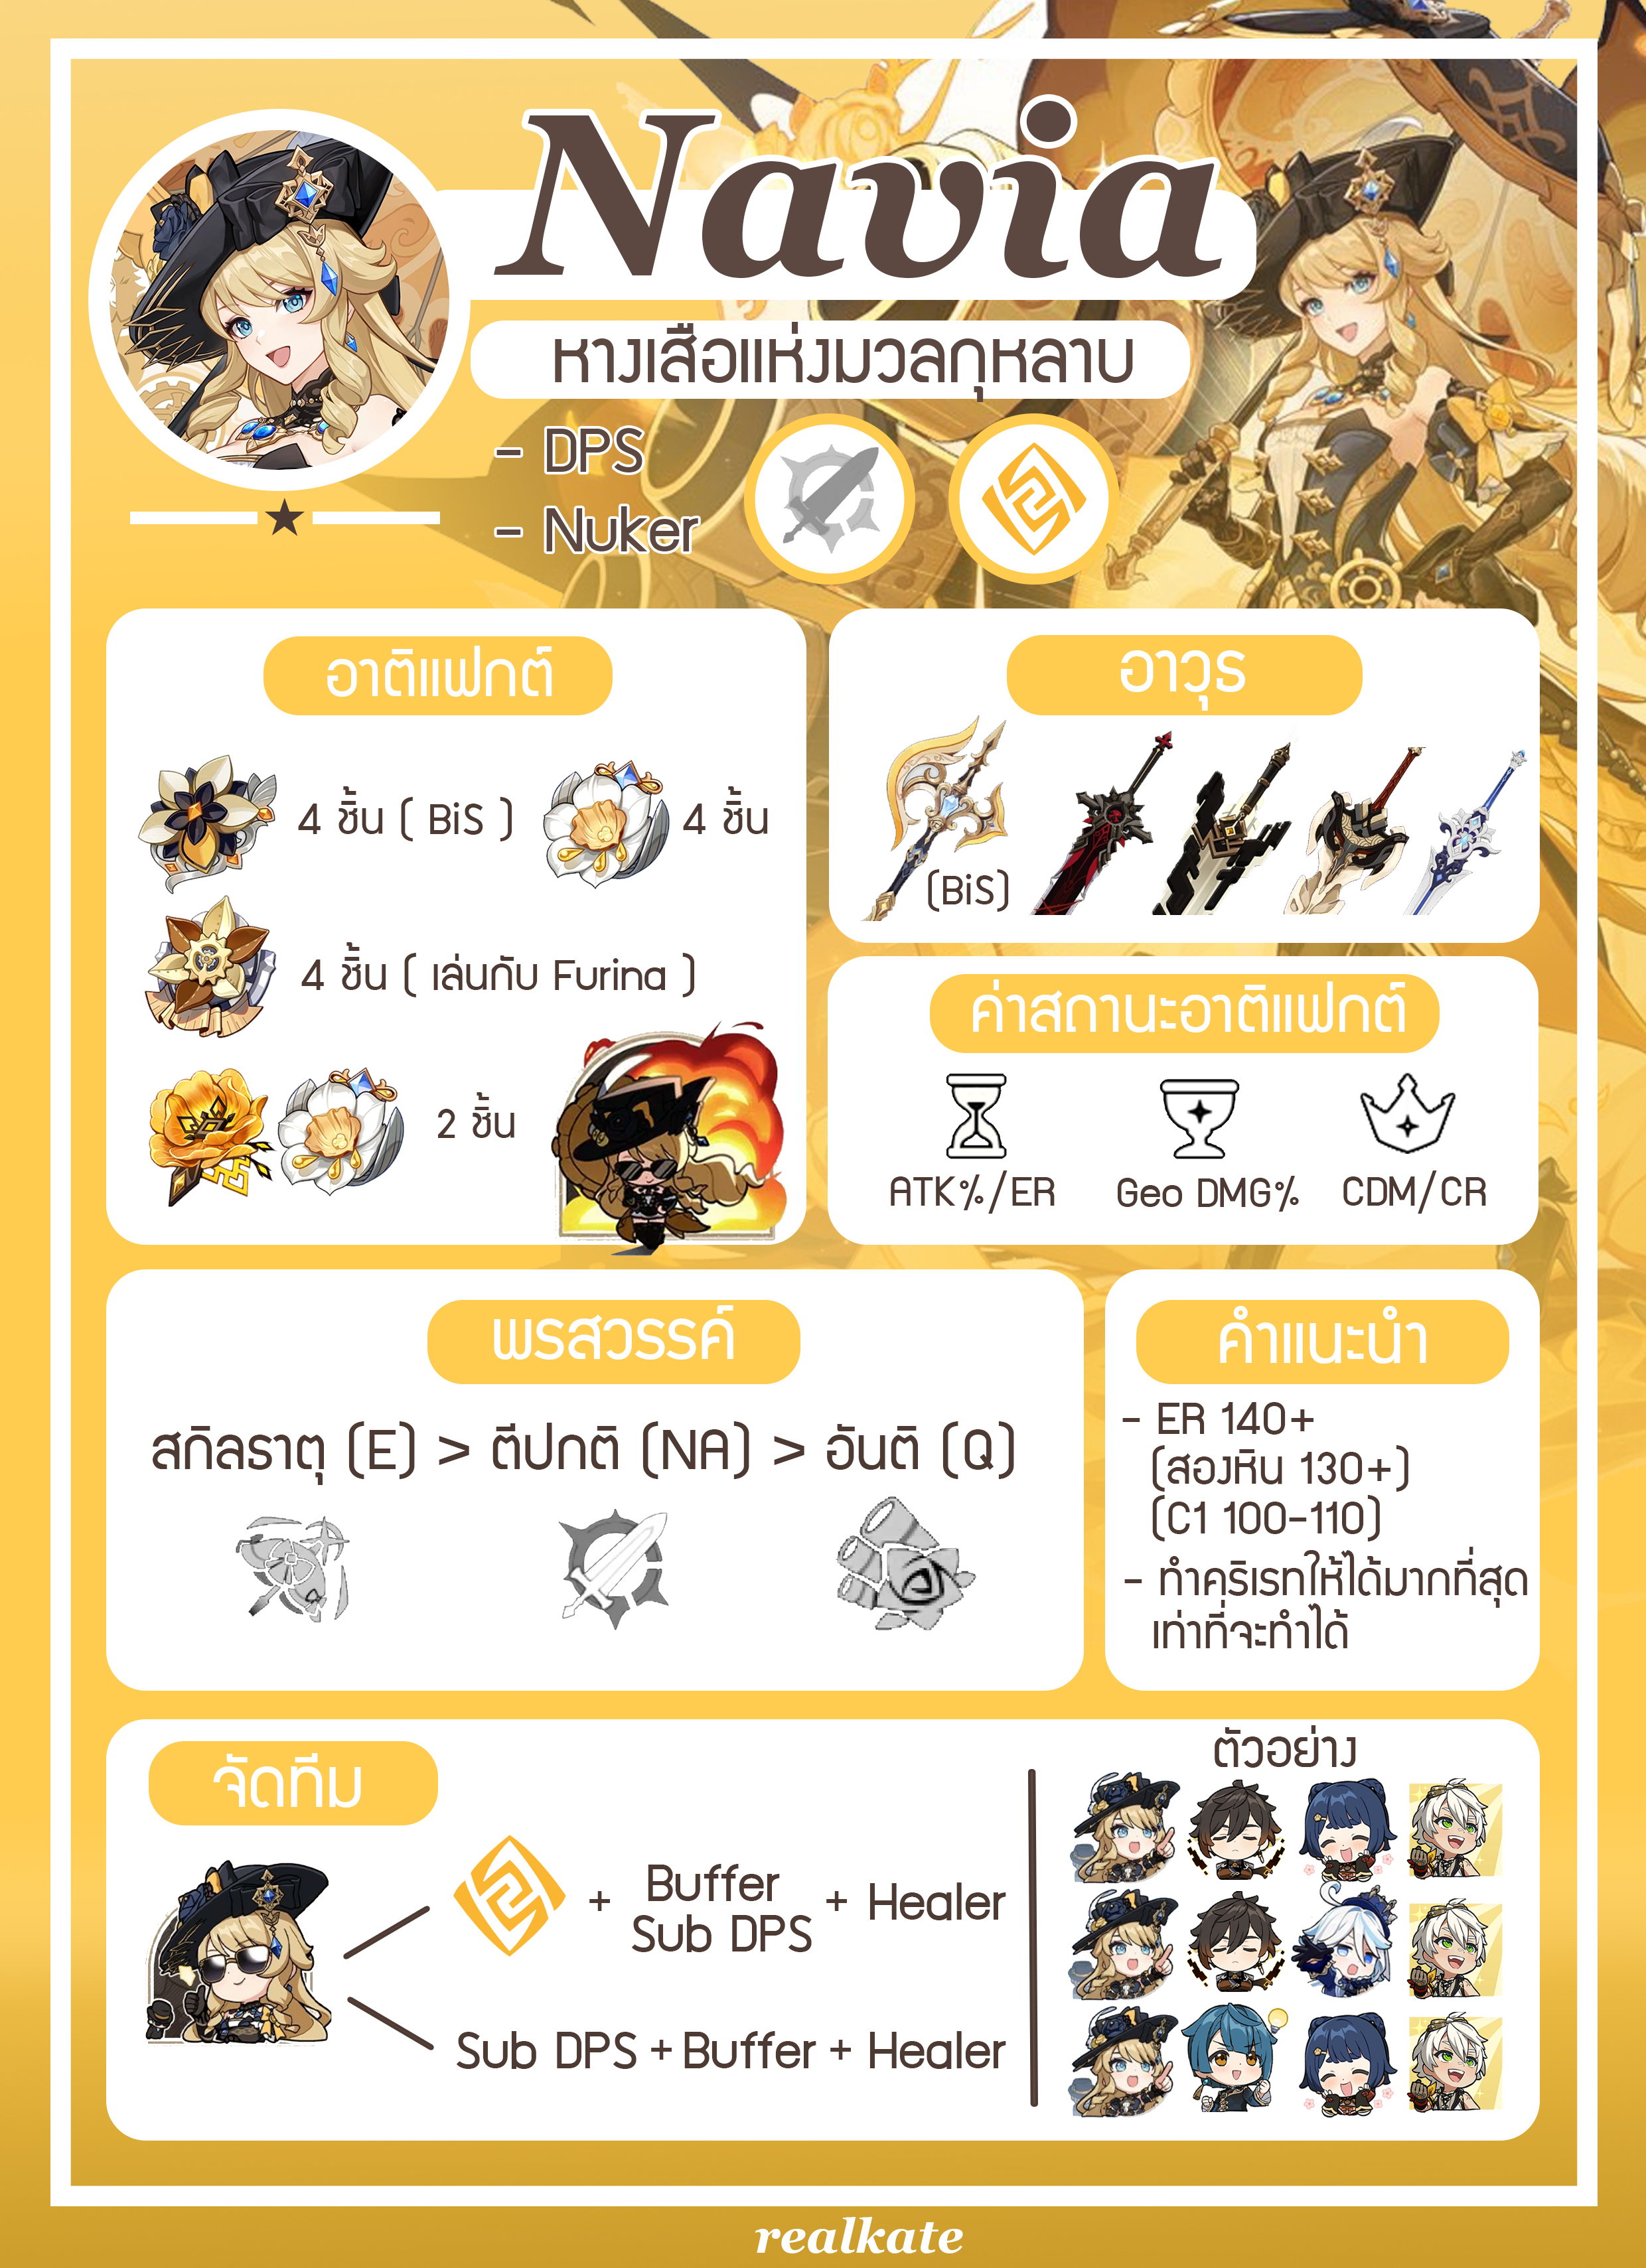 Navia
หางเสือแห่งมวลกุหลาบ
- DPS
- Nuker
อาติแฟกต์
4 ชิ้น ( BiS )
4 ชิ้น
4 ชิ้น ( เล่นกับ Furina )
2 ชิ้น
อาวุธ
(BiS)
ค่าสถานะอาติแฟกต์
ATK%/ER
Geo DMG%
CDM/CR
พรสวรรค์
สกิลธาตุ (E) > ตีปกติ (NA) > อันติ (Q)
คำแนะนำ
- ER 140+
(สองหิน 130+)
(C1 100-110)
- ทำคริเรทให้ได้มากที่สุด
เท่าที่จะทำได้
จัดทีม
+ Buffer
Sub DPS + Healer
Sub DPS + Buffer + Healer
ตัวอย่าง
realkate